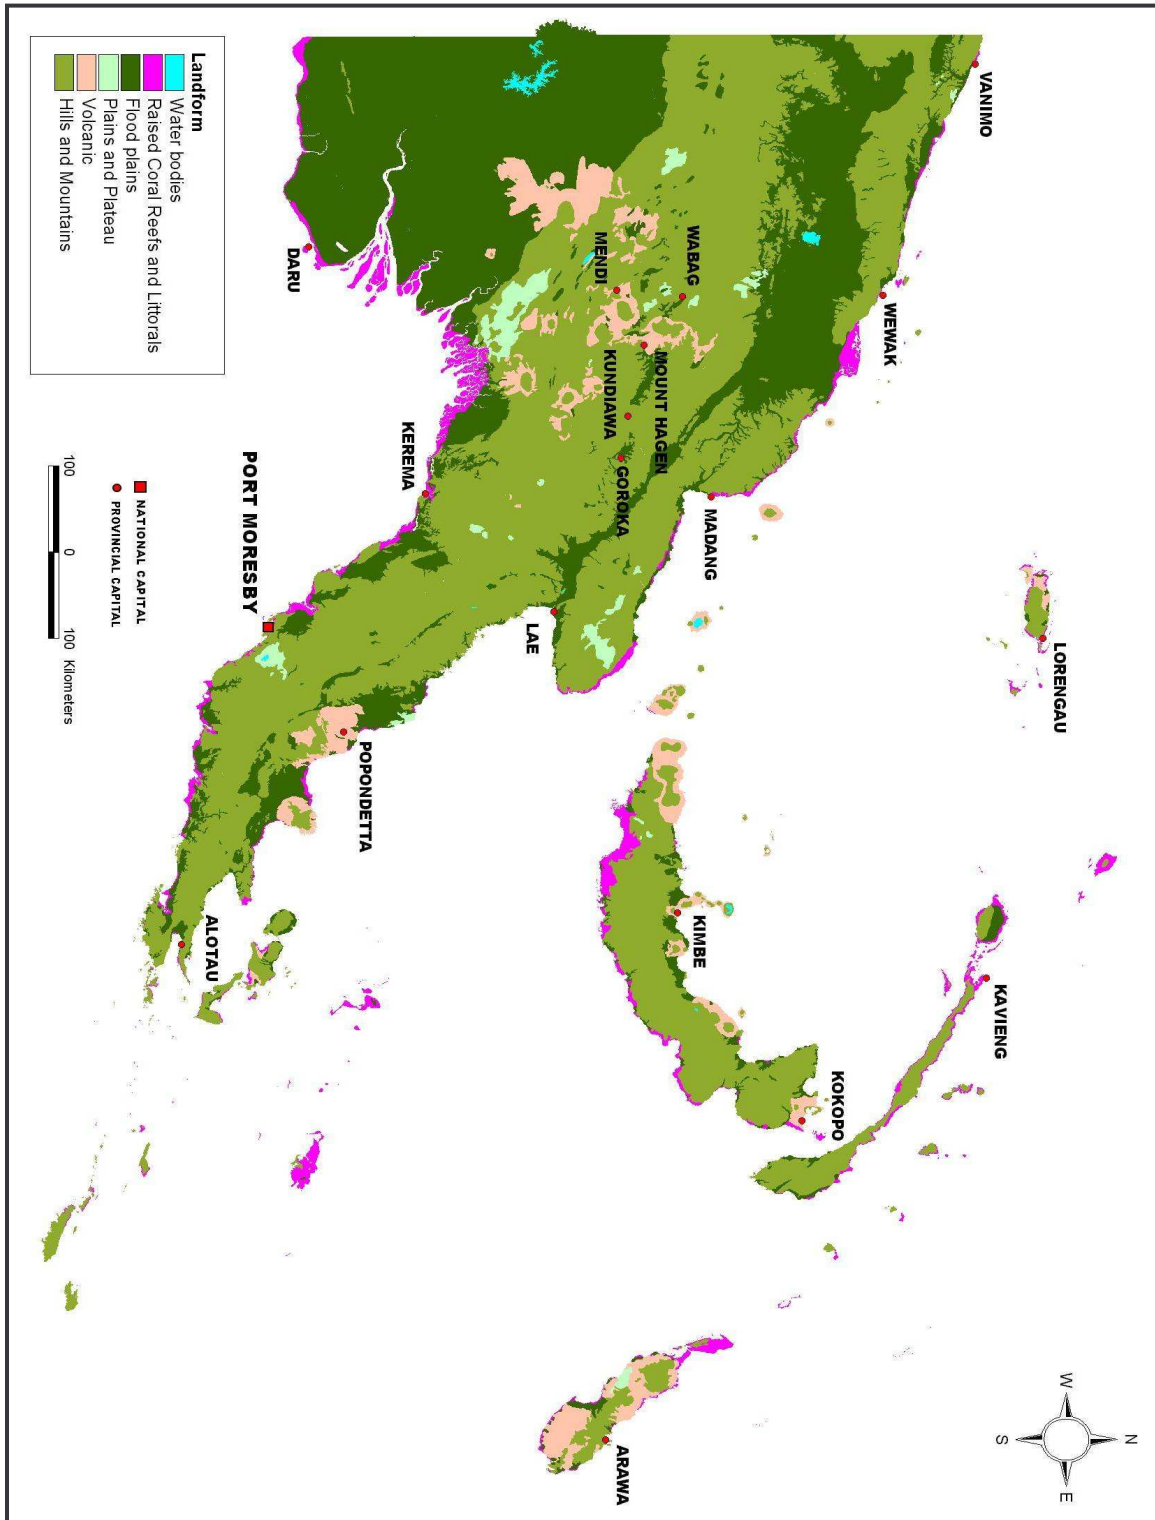 VANIMO
WEWAK
WABAG
MENDI
MOUNT HAGEN
KUNDIAWA
GOROKA
MADANG
LORENGAU
KAVIENG
KOKOPO
KIMBE
LAE
DARU
KEREMA
PORT MORESBY
POPONDETTA
ALOTAU
ARAWA
Landform
Water bodies
Raised Coral Reefs and Littorals
Flood plains
Plains and Plateau
Volcanic
Hills and Mountains
NATIONAL CAPITAL
PROVINCIAL CAPITAL
100 0 100 Kilometers
N
W E
S